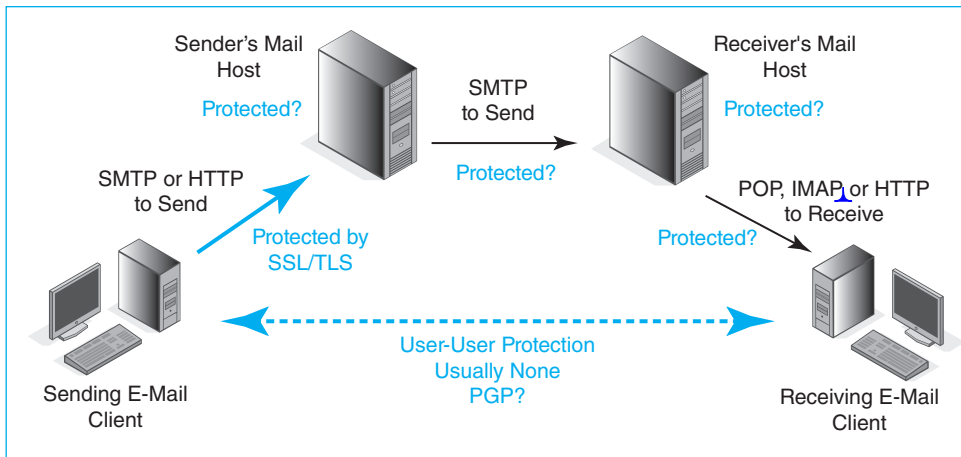 Sender's Mail
Host
Protected?
Receiver's Mail
Host
Protected?
SMTP
to Send
Protected?
SMTP or HTTP
to Send
Protected by
SSL/TLS
POP, IMAP, or HTTP
to Receive
Protected?
User-User Protection
Usually None
PGP?
Sending E-Mail
Client
Receiving E-Mail
Client